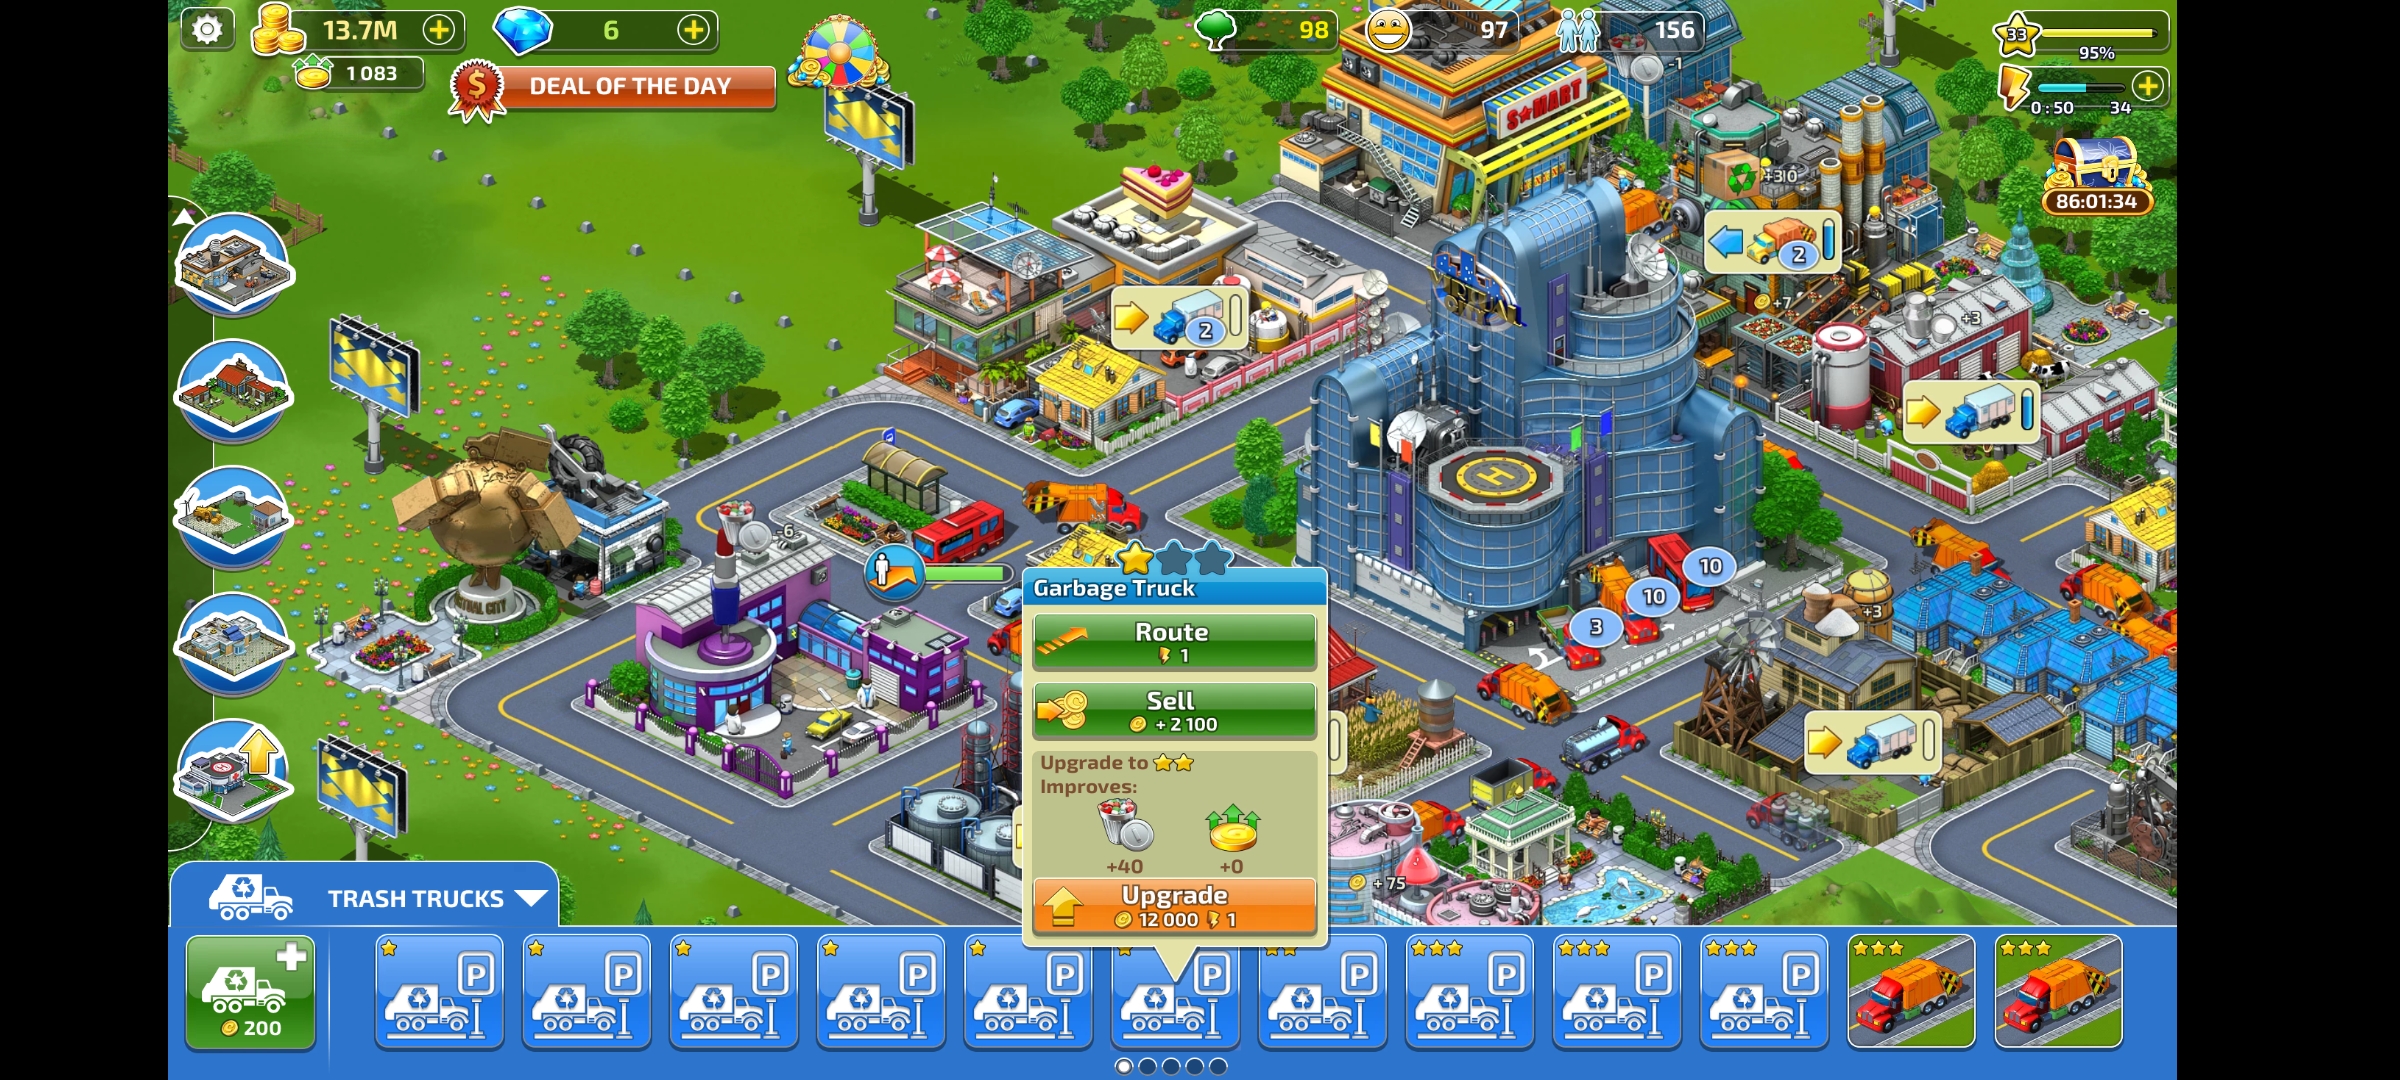 13.7M
6
98
97
156
33
95%
1 083
DEAL OF THE DAY
S★MART
-1
0:50
34
+310
86:01:34
2
+7
2
+3
-6
10
10
3
+3
Garbage Truck
Route
1
Sell
+ 2 100
Upgrade to
Improves:
+40
+0
Upgrade
12 000
1
+ 75
TRASH TRUCKS
200
P
P
P
P
P
P
P
P
P
P
H